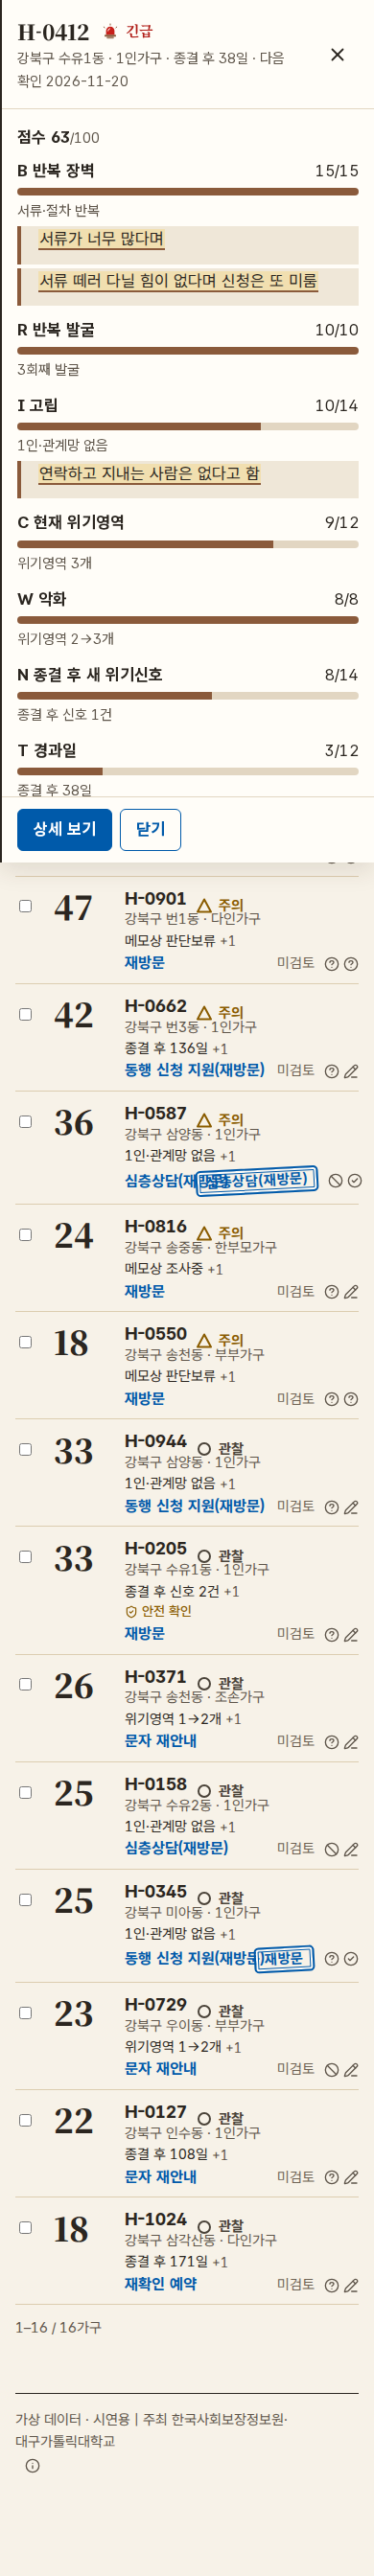 H-0412 긴급
강북구 수유1동 · 1인가구 · 종결 후 38일 · 다음
확인 2026-11-20
점수 63/100
B 반복 장벽 15/15
서류·절차 반복
서류가 너무 많다며
서류 떼러 다닐 힘이 없다며 신청은 또 미룸
R 반복 발굴 10/10
3회째 발굴
I 고립 10/14
1인·관계망 없음
연락하고 지내는 사람은 없다고 함
C 현재 위기영역 9/12
위기영역 3개
W 악화 8/8
위기영역 2→3개
N 종결 후 새 위기신호 8/14
종결 후 신호 1건
T 경과일 3/12
종결 후 38일
상세 보기 닫기
47 H-0901 주의
강북구 번1동 · 다인가구
메모상 판단보류 +1
재방문 미검토
42 H-0662 주의
강북구 번3동 · 1인가구
종결 후 136일 +1
동행 신청 지원(재방문) 미검토
36 H-0587 주의
강북구 삼양동 · 1인가구
1인·관계망 없음 +1
심층상담(재방문) 심층상담(재방문)
24 H-0816 주의
강북구 송중동 · 한부모가구
메모상 조사중 +1
재방문 미검토
18 H-0550 주의
강북구 송천동 · 부부가구
메모상 판단보류 +1
재방문 미검토
33 H-0944 관찰
강북구 삼양동 · 1인가구
1인·관계망 없음 +1
동행 신청 지원(재방문) 미검토
33 H-0205 관찰
강북구 수유1동 · 1인가구
종결 후 신호 2건 +1
안전 확인
재방문 미검토
26 H-0371 관찰
강북구 송천동 · 조손가구
위기영역 1→2개 +1
문자 재안내 미검토
25 H-0158 관찰
강북구 수유2동 · 1인가구
1인·관계망 없음 +1
심층상담(재방문) 미검토
25 H-0345 관찰
강북구 미아동 · 1인가구
1인·관계망 없음 +1
동행 신청 지원(재방문) 재방문
23 H-0729 관찰
강북구 우이동 · 부부가구
위기영역 1→2개 +1
문자 재안내 미검토
22 H-0127 관찰
강북구 인수동 · 1인가구
종결 후 108일 +1
문자 재안내 미검토
18 H-1024 관찰
강북구 삼각산동 · 다인가구
종결 후 171일 +1
재확인 예약 미검토
1–16 / 16가구
가상 데이터 · 시연용 | 주최 한국사회보장정보원·
대구가톨릭대학교